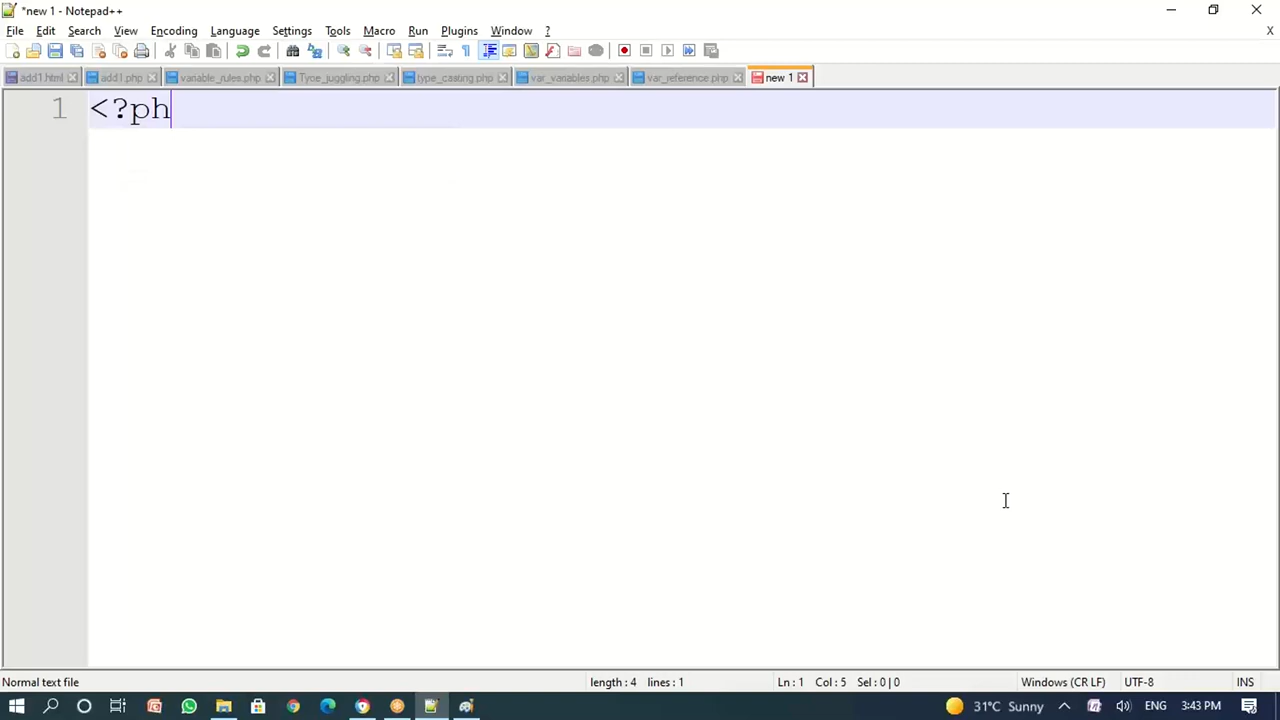 *new 1 - Notepad++
File Edit Search View Encoding Language Settings Tools Macro Run Plugins Window ? X
add1.html add1.php variable_rules.php Tyoe_juggling.php type_casting.php var_variables.php var_reference.php new 1
1 <?ph
Normal text file length : 4 lines : 1 Ln : 1 Col : 5 Sel : 0 | 0 Windows (CR LF) UTF-8 INS
31°C Sunny ENG 3:43 PM